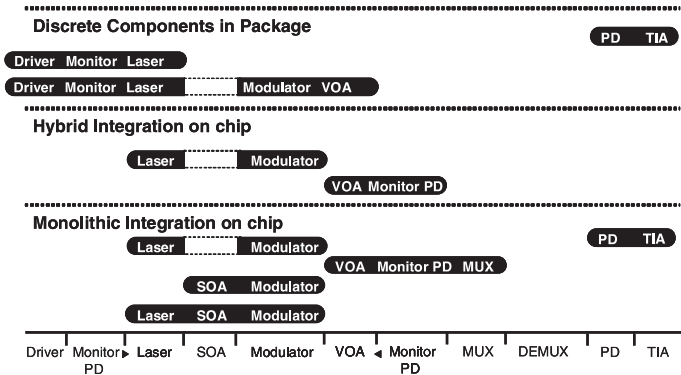 Discrete Components in Package
PD TIA
Driver Monitor Laser
Driver Monitor Laser Modulator VOA
Hybrid Integration on chip
Laser Modulator
VOA Monitor PD
Monolithic Integration on chip
PD TIA
Laser Modulator
VOA Monitor PD MUX
SOA Modulator
Laser SOA Modulator
Driver Monitor Laser SOA Modulator VOA Monitor MUX DEMUX PD TIA
PD PD